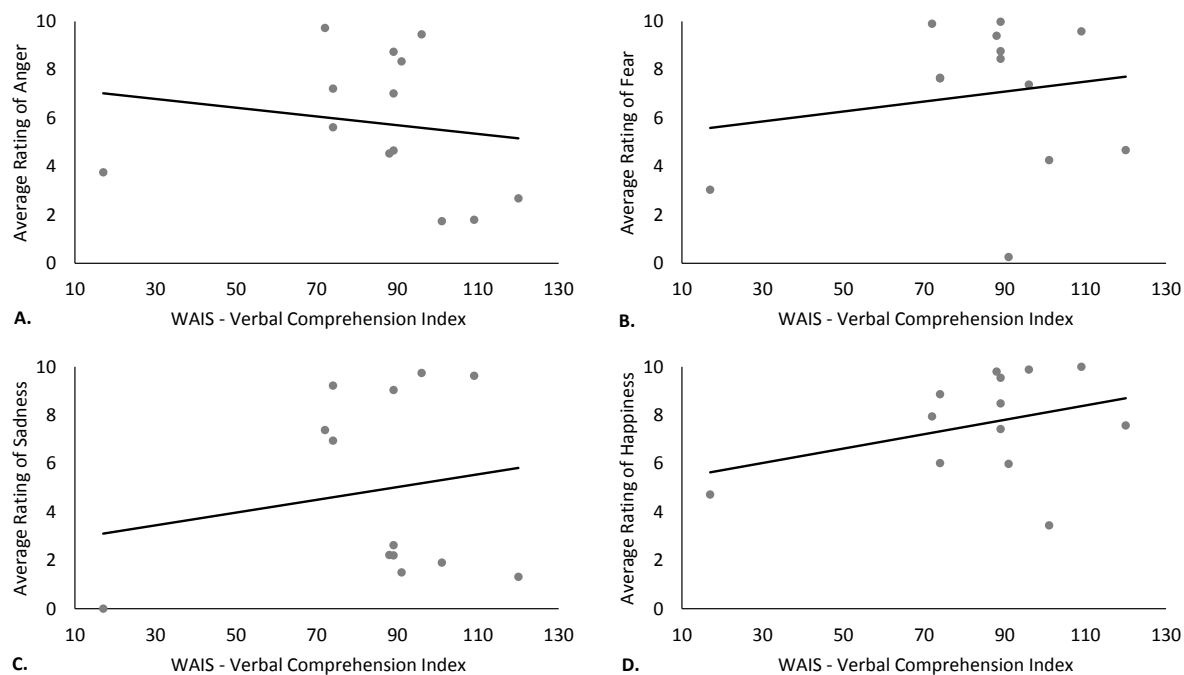 Average Rating of Anger
10
8
6
4
2
0
10 30 50 70 90 110 130
A. WAIS - Verbal Comprehension Index
Average Rating of Fear
10
8
6
4
2
0
10 30 50 70 90 110 130
B. WAIS - Verbal Comprehension Index
Average Rating of Sadness
10
8
6
4
2
0
10 30 50 70 90 110 130
C. WAIS - Verbal Comprehension Index
Average Rating of Happiness
10
8
6
4
2
0
10 30 50 70 90 110 130
D. WAIS - Verbal Comprehension Index